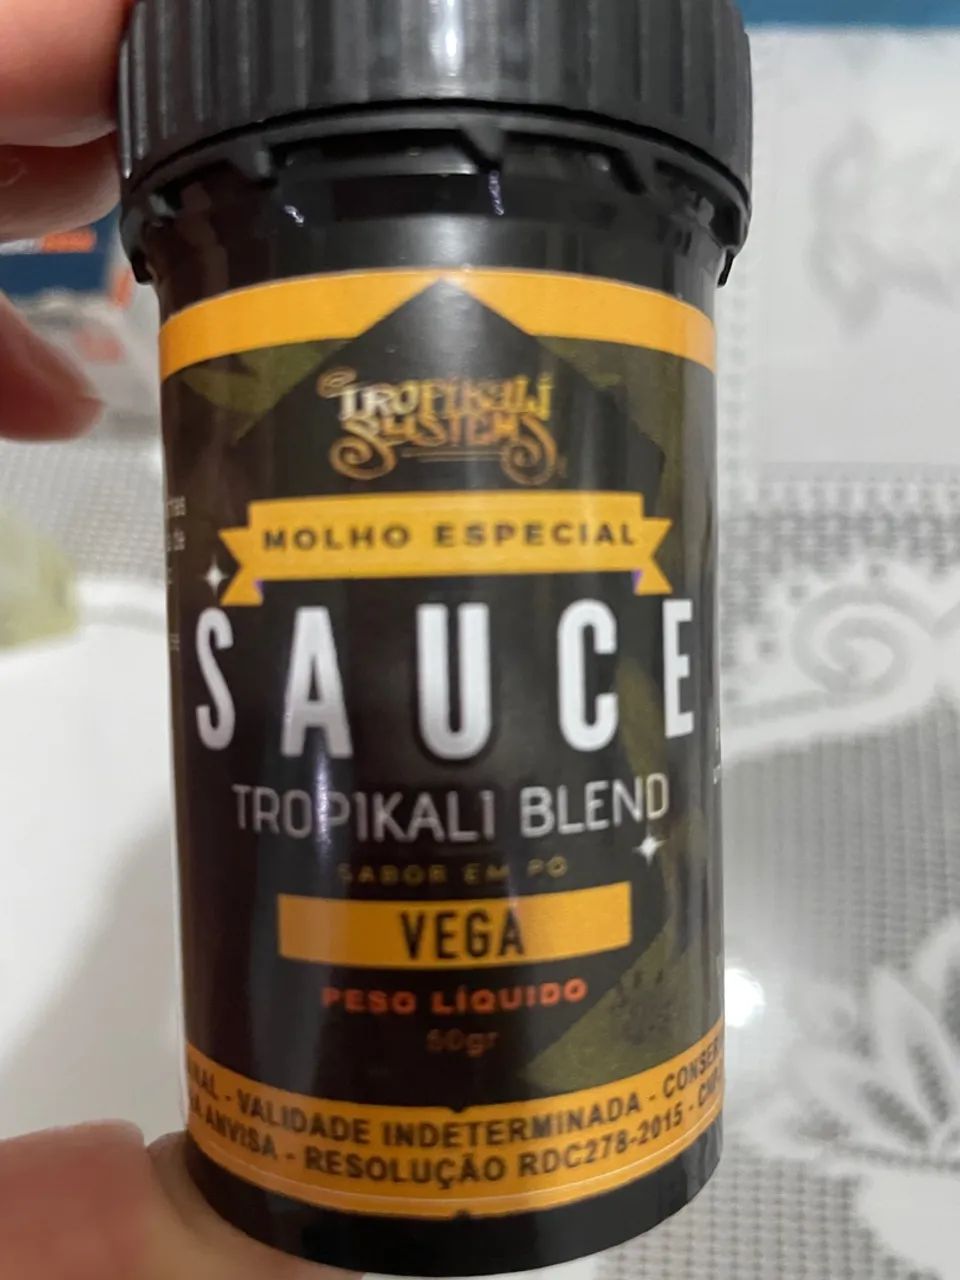 TROPIKALI
SYSTEMS
MOLHO ESPECIAL
SAUCE
TROPIKALI BLEND
SABOR EM PÓ
VEGA
PESO LÍQUIDO
60gr
- VALIDADE INDETERMINADA -
ANVISA - RESOLUÇÃO RDC278-2015 -